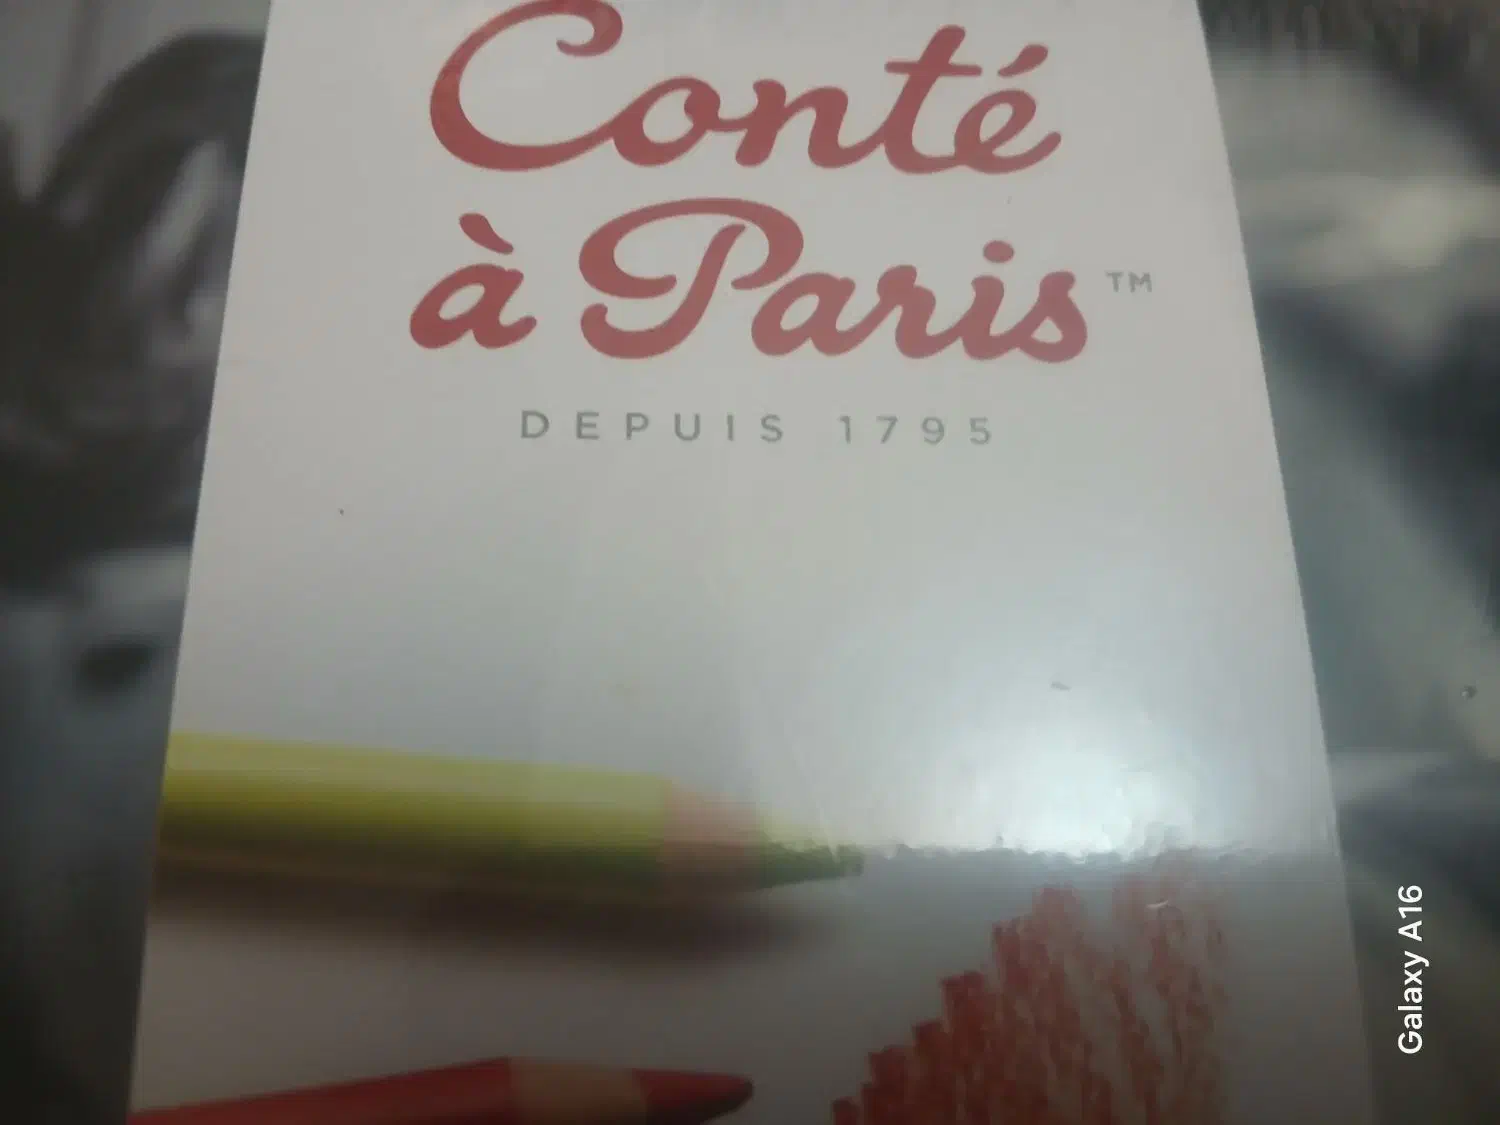 Conté
à Paris™
DEPUIS 1795
Galaxy A16